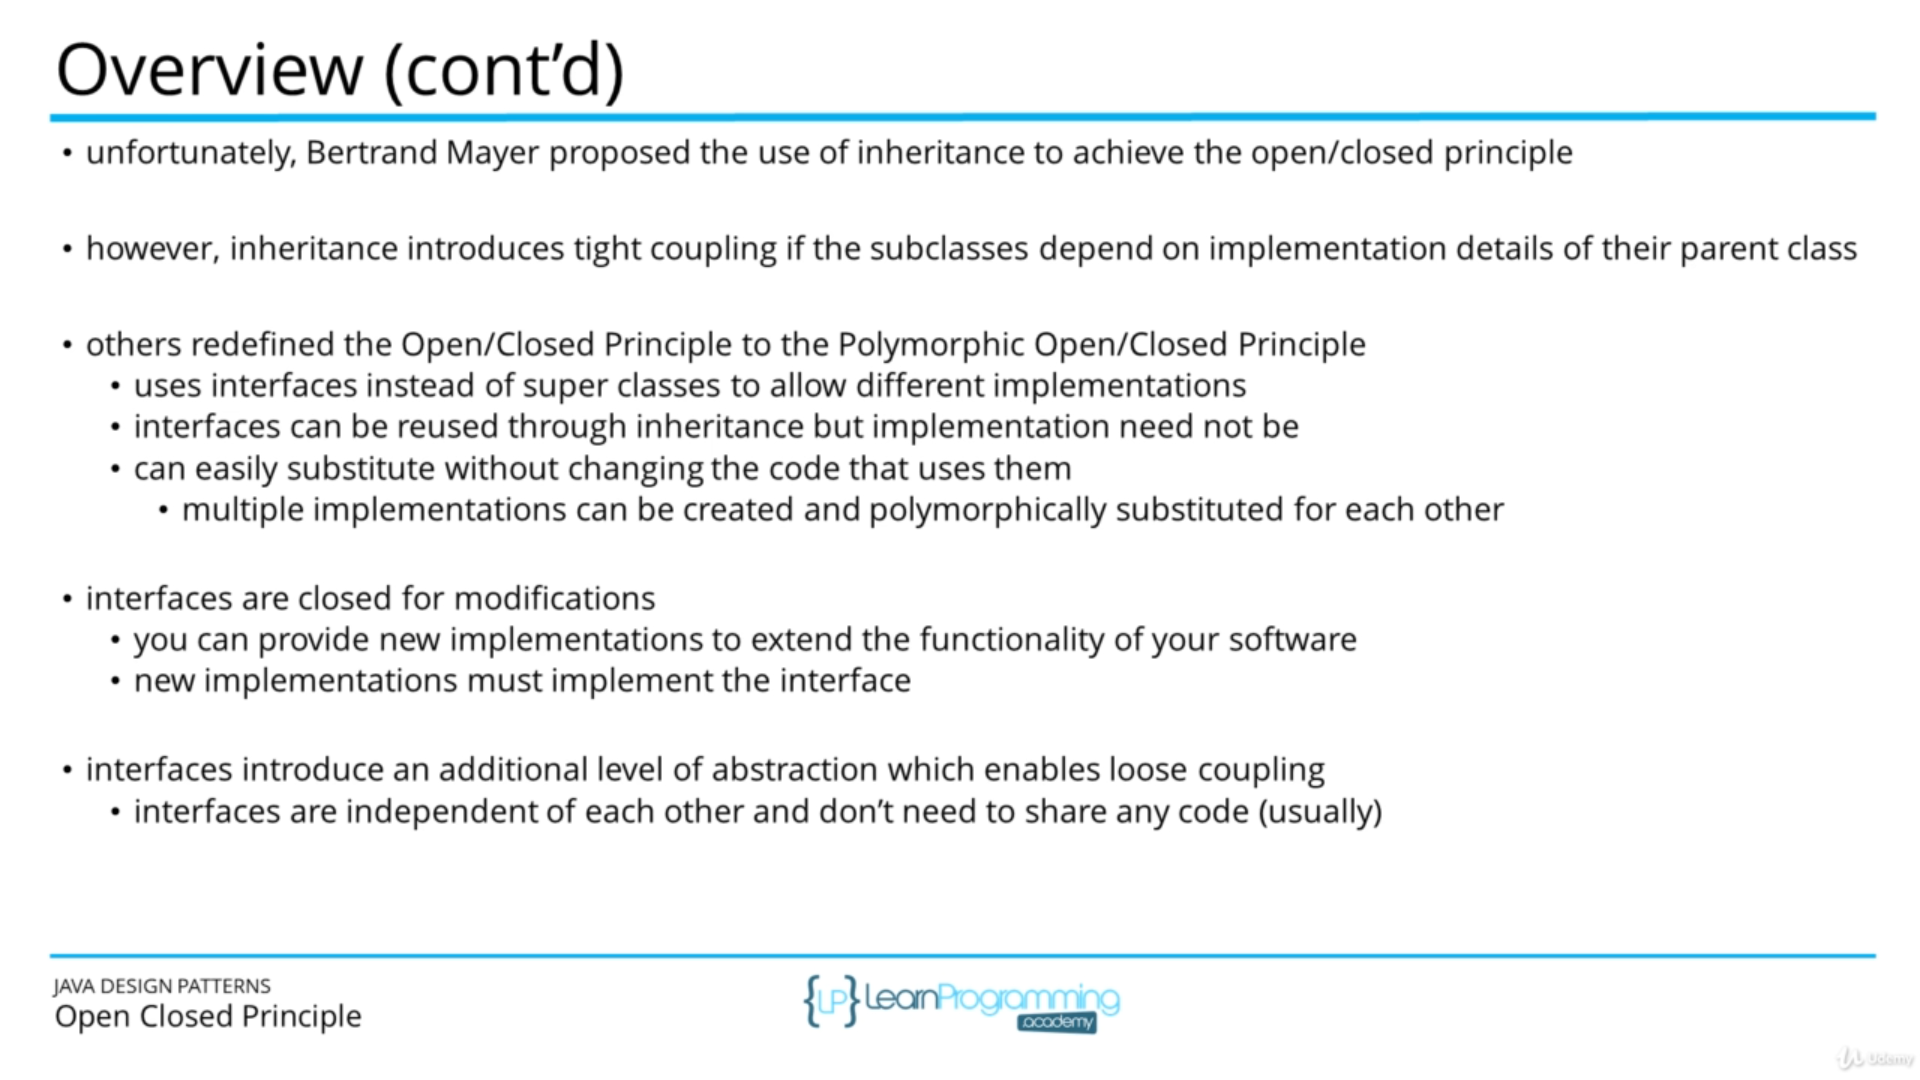 Overview (cont’d)
• unfortunately, Bertrand Mayer proposed the use of inheritance to achieve the open/closed principle
• however, inheritance introduces tight coupling if the subclasses depend on implementation details of their parent class
• others redefined the Open/Closed Principle to the Polymorphic Open/Closed Principle
• uses interfaces instead of super classes to allow different implementations
• interfaces can be reused through inheritance but implementation need not be
• can easily substitute without changing the code that uses them
• multiple implementations can be created and polymorphically substituted for each other
• interfaces are closed for modifications
• you can provide new implementations to extend the functionality of your software
• new implementations must implement the interface
• interfaces introduce an additional level of abstraction which enables loose coupling
• interfaces are independent of each other and don’t need to share any code (usually)
JAVA DESIGN PATTERNS
Open Closed Principle
{LP} LearnProgramming
academy
Udemy